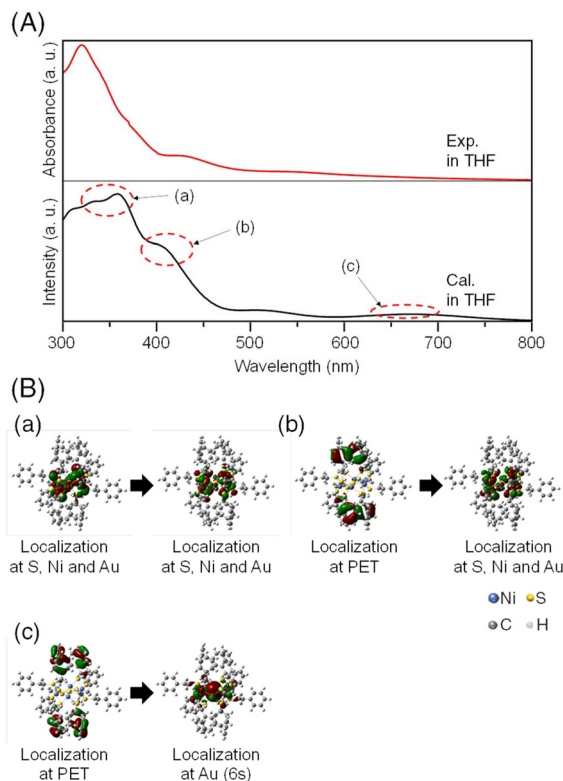 (A)
Absorbance (a. u.)
Exp.
in THF
Intensity (a. u.)
(a)
(b)
(c)
Cal.
in THF
300 400 500 600 700 800
Wavelength (nm)
(B)
(a)
Localization
at S, Ni and Au
Localization
at S, Ni and Au
(b)
Localization
at PET
Localization
at S, Ni and Au
Ni S
C H
(c)
Localization
at PET
Localization
at Au (6s)